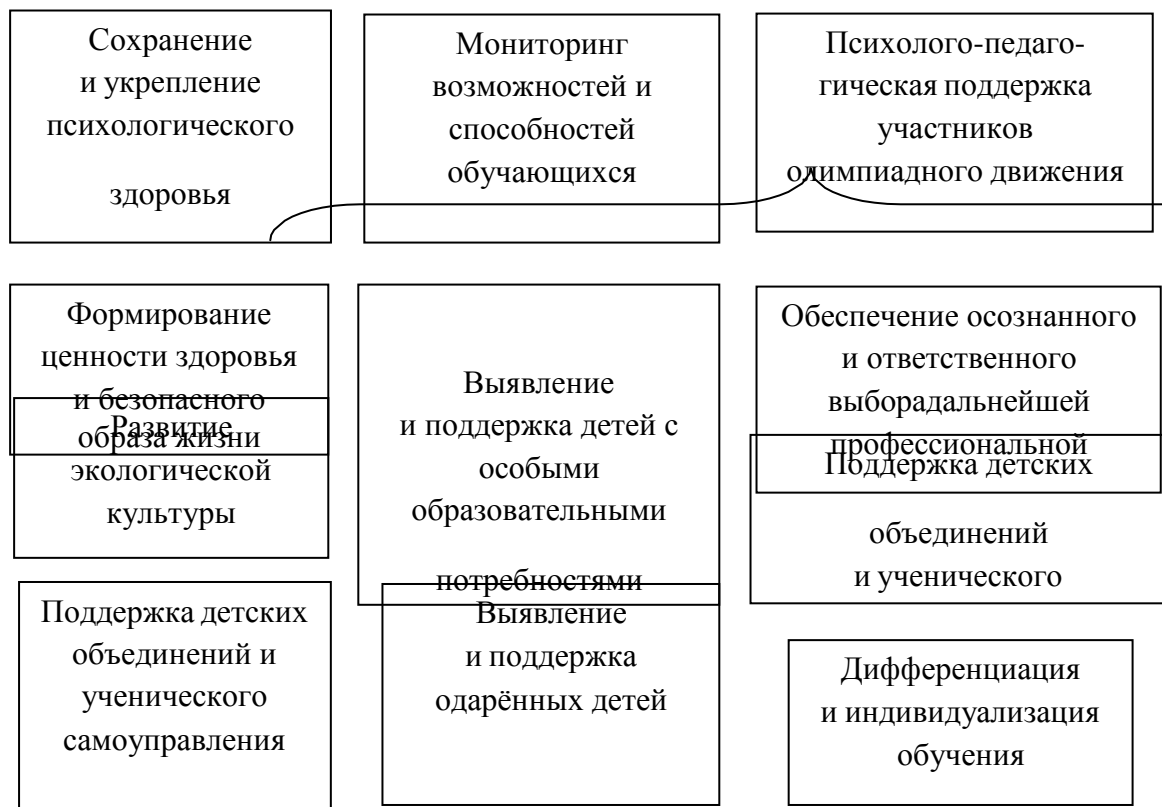 Сохранение
и укрепление
психологического
здоровья
Мониторинг
возможностей и
способностей
обучающихся
Психолого-педаго-
гическая поддержка
участников
олимпиадного движения
Формирование
ценности здоровья
и безопасного
образа жизни
Развитие
экологической
культуры
Выявление
и поддержка детей с
особыми
образовательными
потребностями
Обеспечение осознанного
и ответственного
выборадальнейшей
профессиональной
Поддержка детских
объединений
и ученического
Поддержка детских
объединений и
ученического
самоуправления
Выявление
и поддержка
одарённых детей
Дифференциация
и индивидуализация
обучения